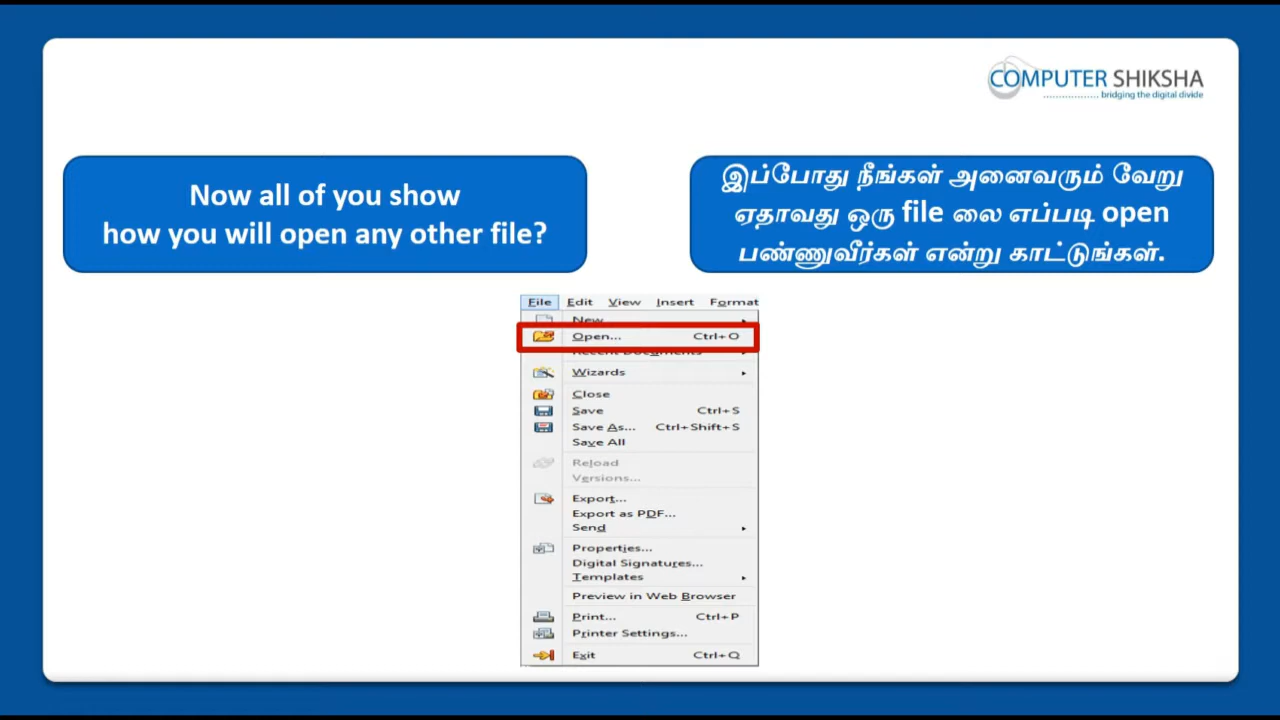 COMPUTER SHIKSHA
bridging the digital divide
Now all of you show
how you will open any other file?
இப்போது நீங்கள் அனைவரும் வேறு
ஏதாவது ஒரு file லை எப்படி open
பண்ணுவீர்கள் என்று காட்டுங்கள்.
File Edit View Insert Format
New
Open... Ctrl+O
Recent Documents
Wizards
Close
Save Ctrl+S
Save As... Ctrl+Shift+S
Save All
Reload
Versions...
Export...
Export as PDF...
Send
Properties...
Digital Signatures...
Templates
Preview in Web Browser
Print... Ctrl+P
Printer Settings...
Exit Ctrl+Q